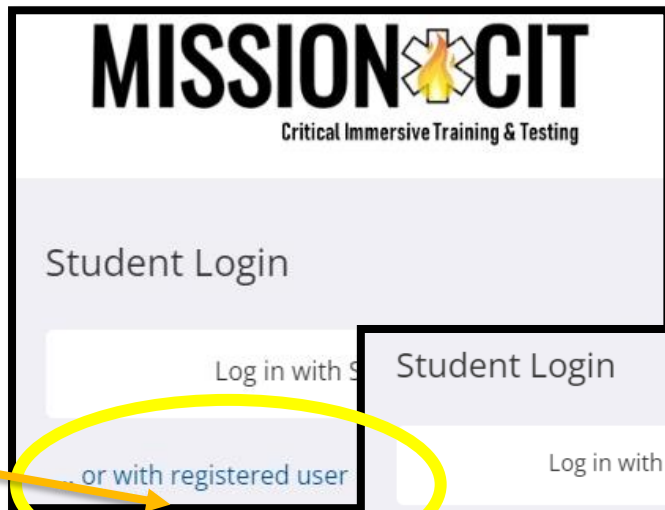 MISSION CIT
Critical Immersive Training & Testing
Student Login
Log in with S
... or with registered user
Student Login
Log in with